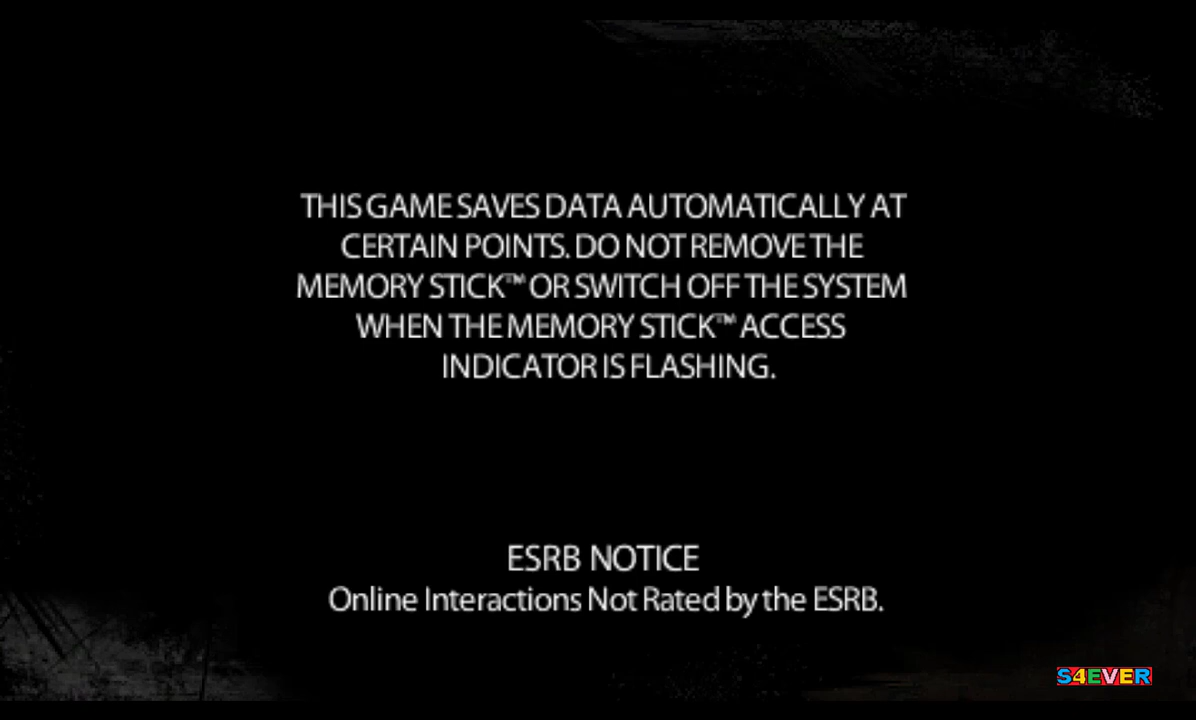 THIS GAME SAVES DATA AUTOMATICALLY AT
CERTAIN POINTS. DO NOT REMOVE THE
MEMORY STICK™ OR SWITCH OFF THE SYSTEM
WHEN THE MEMORY STICK™ ACCESS
INDICATOR IS FLASHING.
ESRB NOTICE
Online Interactions Not Rated by the ESRB.
S4EVER